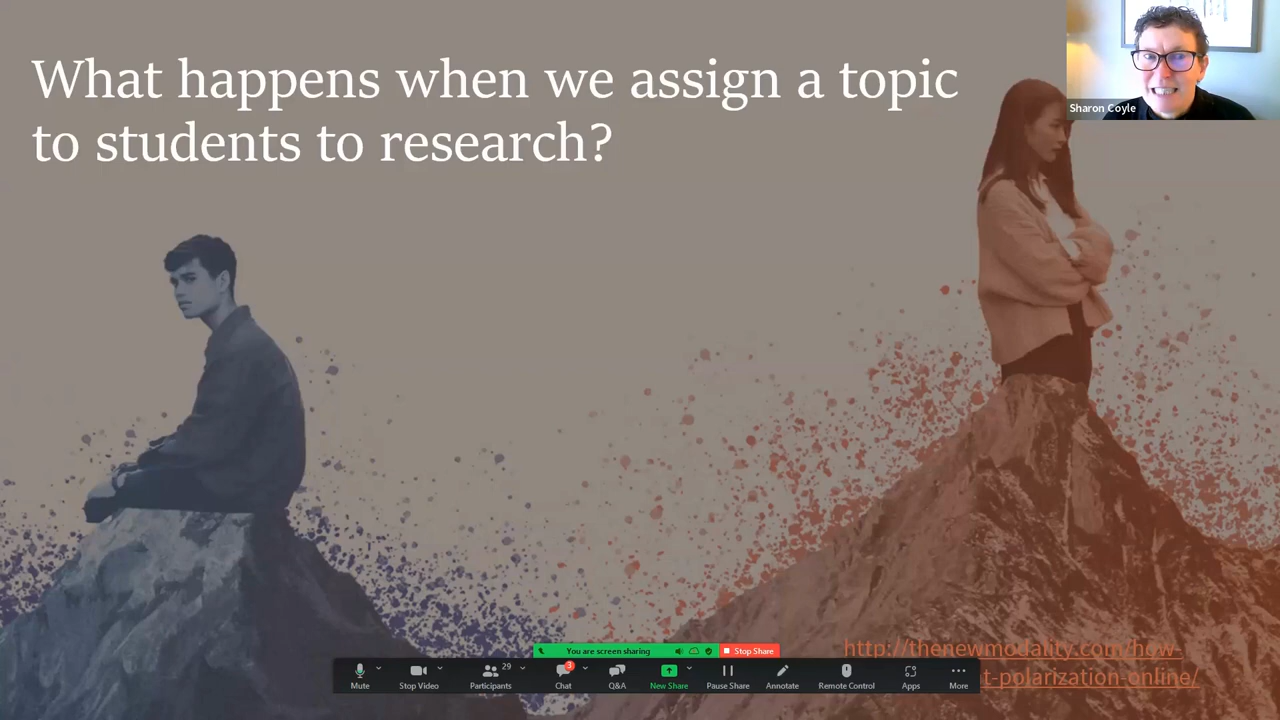 What happens when we assign a topic
to students to research?
Sharon Coyle
http://thenewmodality.com/how-
t-polarization-online/
You are screen sharing
Stop Share
29
3
Mute
Stop Video
Participants
Chat
Q&A
New Share
Pause Share
Annotate
Remote Control
Apps
More